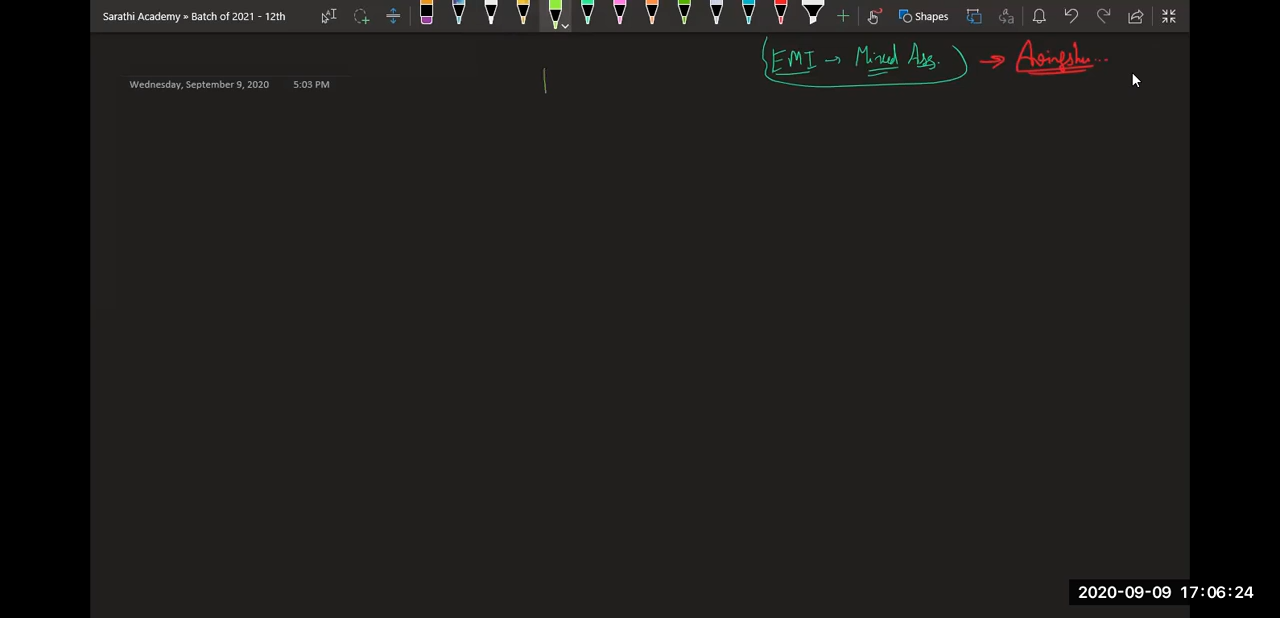 Sarathi Academy » Batch of 2021 - 12th
Shapes
EMI → Mixed Ass. →
Wednesday, September 9, 2020 5:03 PM
2020-09-09 17:06:24